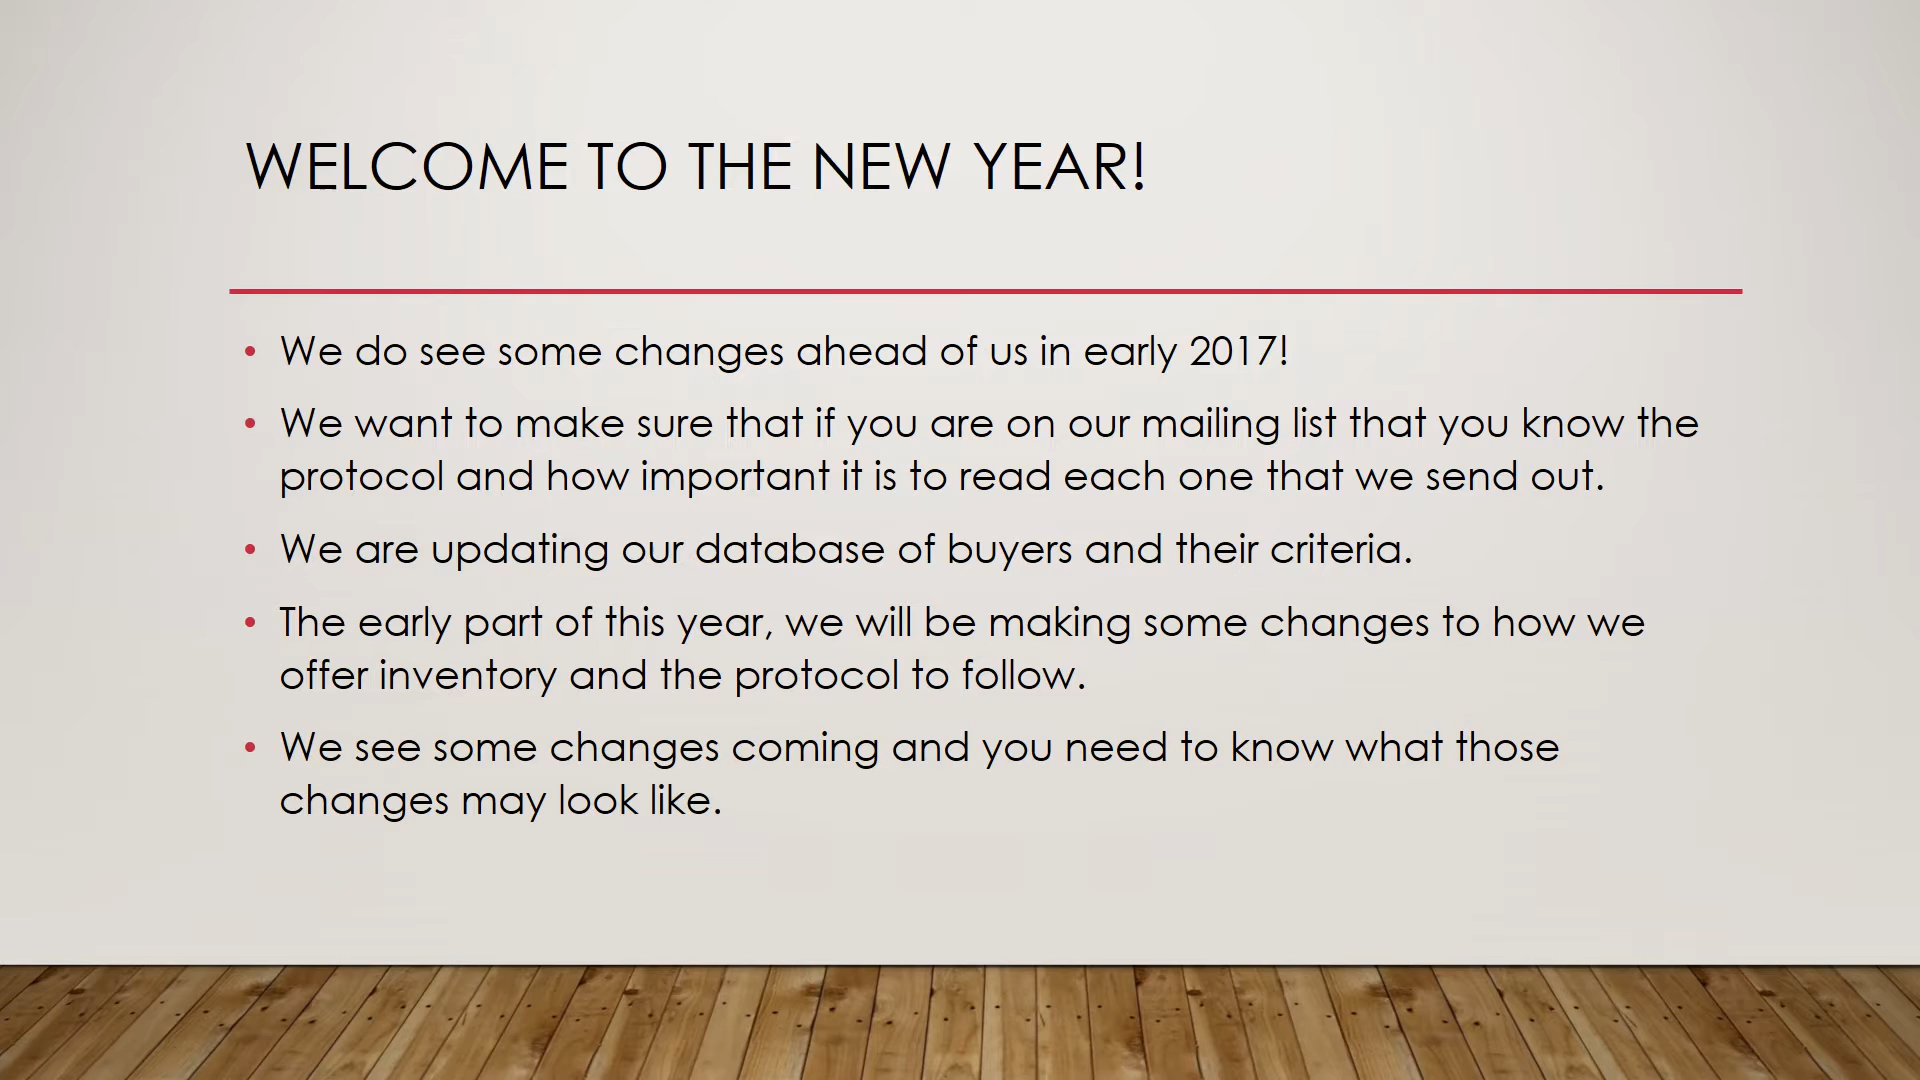 WELCOME TO THE NEW YEAR!
• We do see some changes ahead of us in early 2017!
• We want to make sure that if you are on our mailing list that you know the
protocol and how important it is to read each one that we send out.
• We are updating our database of buyers and their criteria.
• The early part of this year, we will be making some changes to how we
offer inventory and the protocol to follow.
• We see some changes coming and you need to know what those
changes may look like.